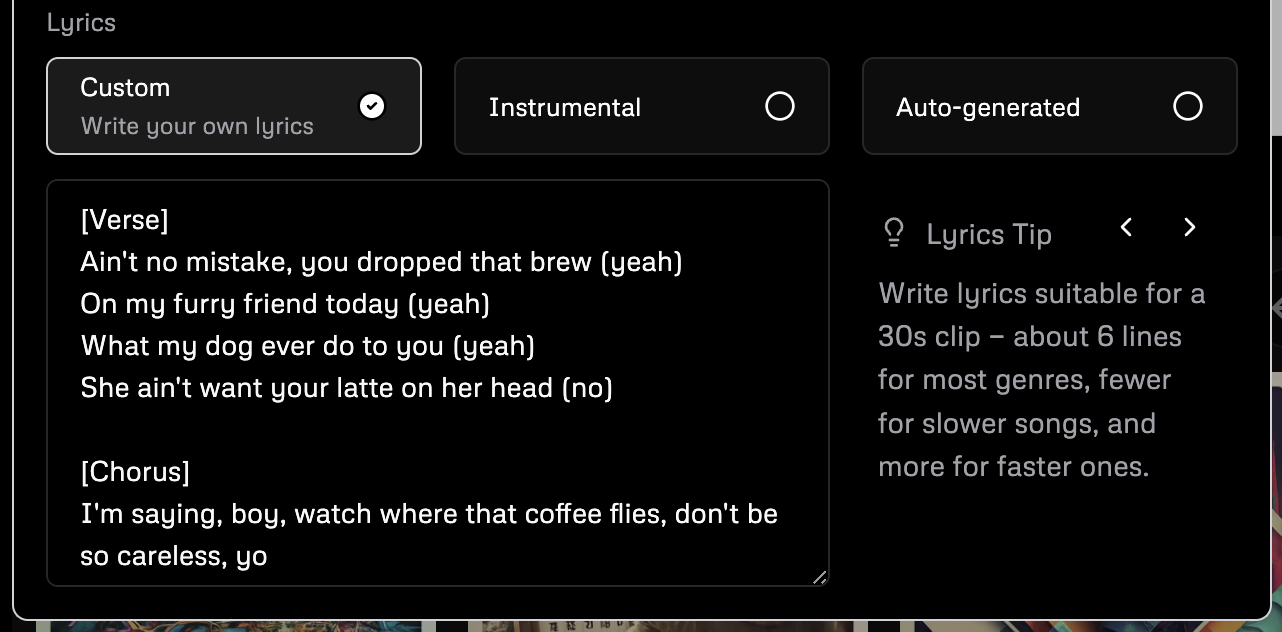 Lyrics
Custom
Write your own lyrics
Instrumental
Auto-generated
[Verse]
Ain't no mistake, you dropped that brew (yeah)
On my furry friend today (yeah)
What my dog ever do to you (yeah)
She ain't want your latte on her head (no)
[Chorus]
I'm saying, boy, watch where that coffee flies, don't be
so careless, yo
Lyrics Tip
Write lyrics suitable for a
30s clip – about 6 lines
for most genres, fewer
for slower songs, and
more for faster ones.